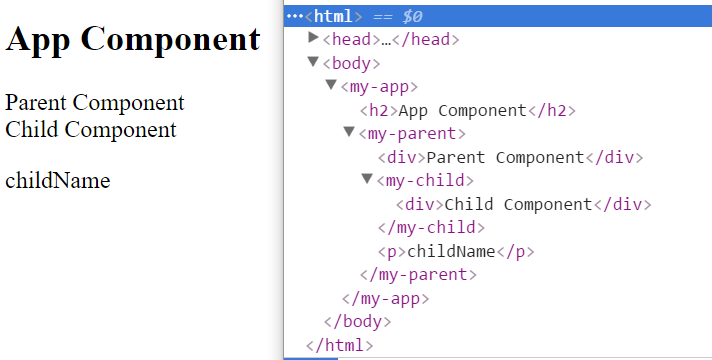 App Component
Parent Component
Child Component
childName
…<html> == $0
<head>…</head>
<body>
<my-app>
<h2>App Component</h2>
<my-parent>
<div>Parent Component</div>
<my-child>
<div>Child Component</div>
</my-child>
<p>childName</p>
</my-parent>
</my-app>
</body>
</html>